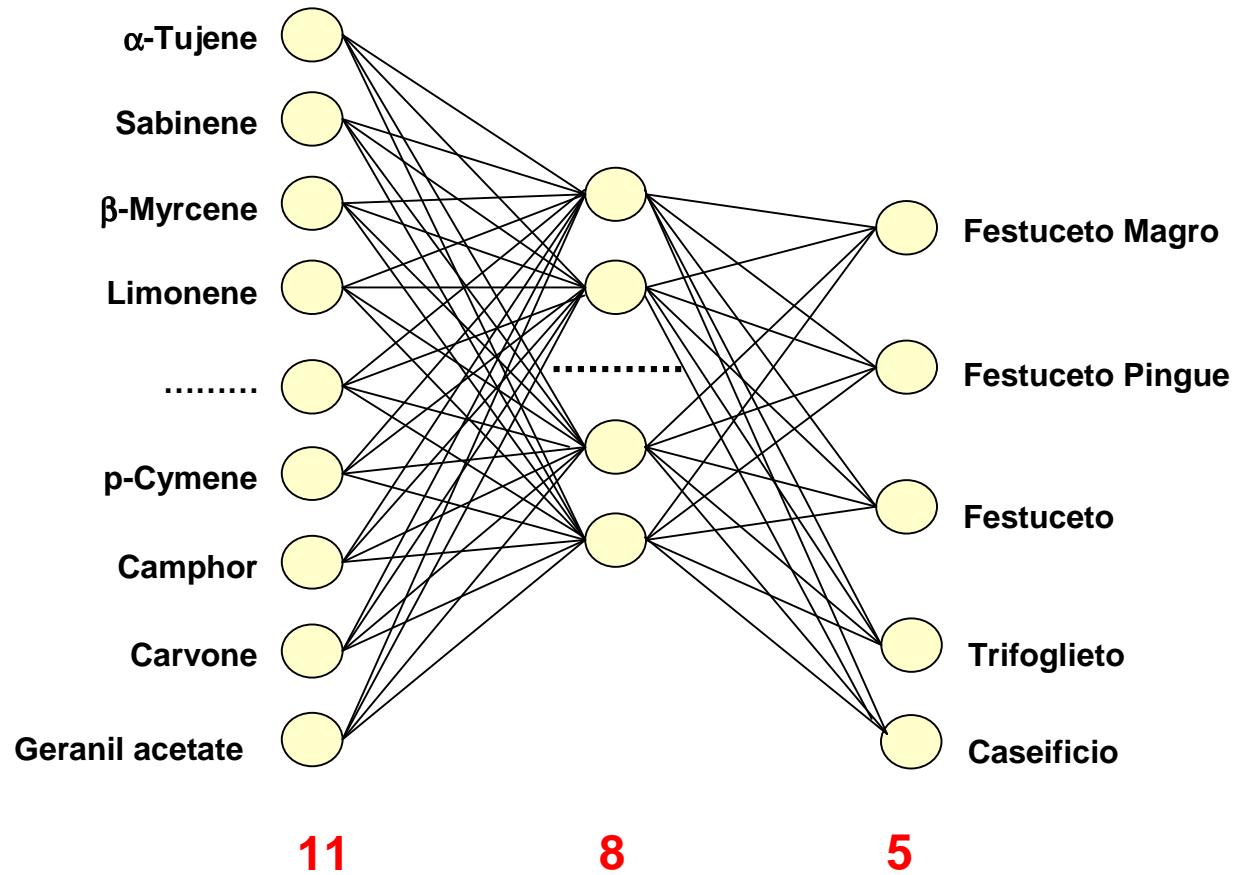 α-Tujene
Sabinene
β-Myrcene
Limonene
………
p-Cymene
Camphor
Carvone
Geranil acetate
............
Festuceto Magro
Festuceto Pingue
Festuceto
Trifoglieto
Caseificio
11 8 5